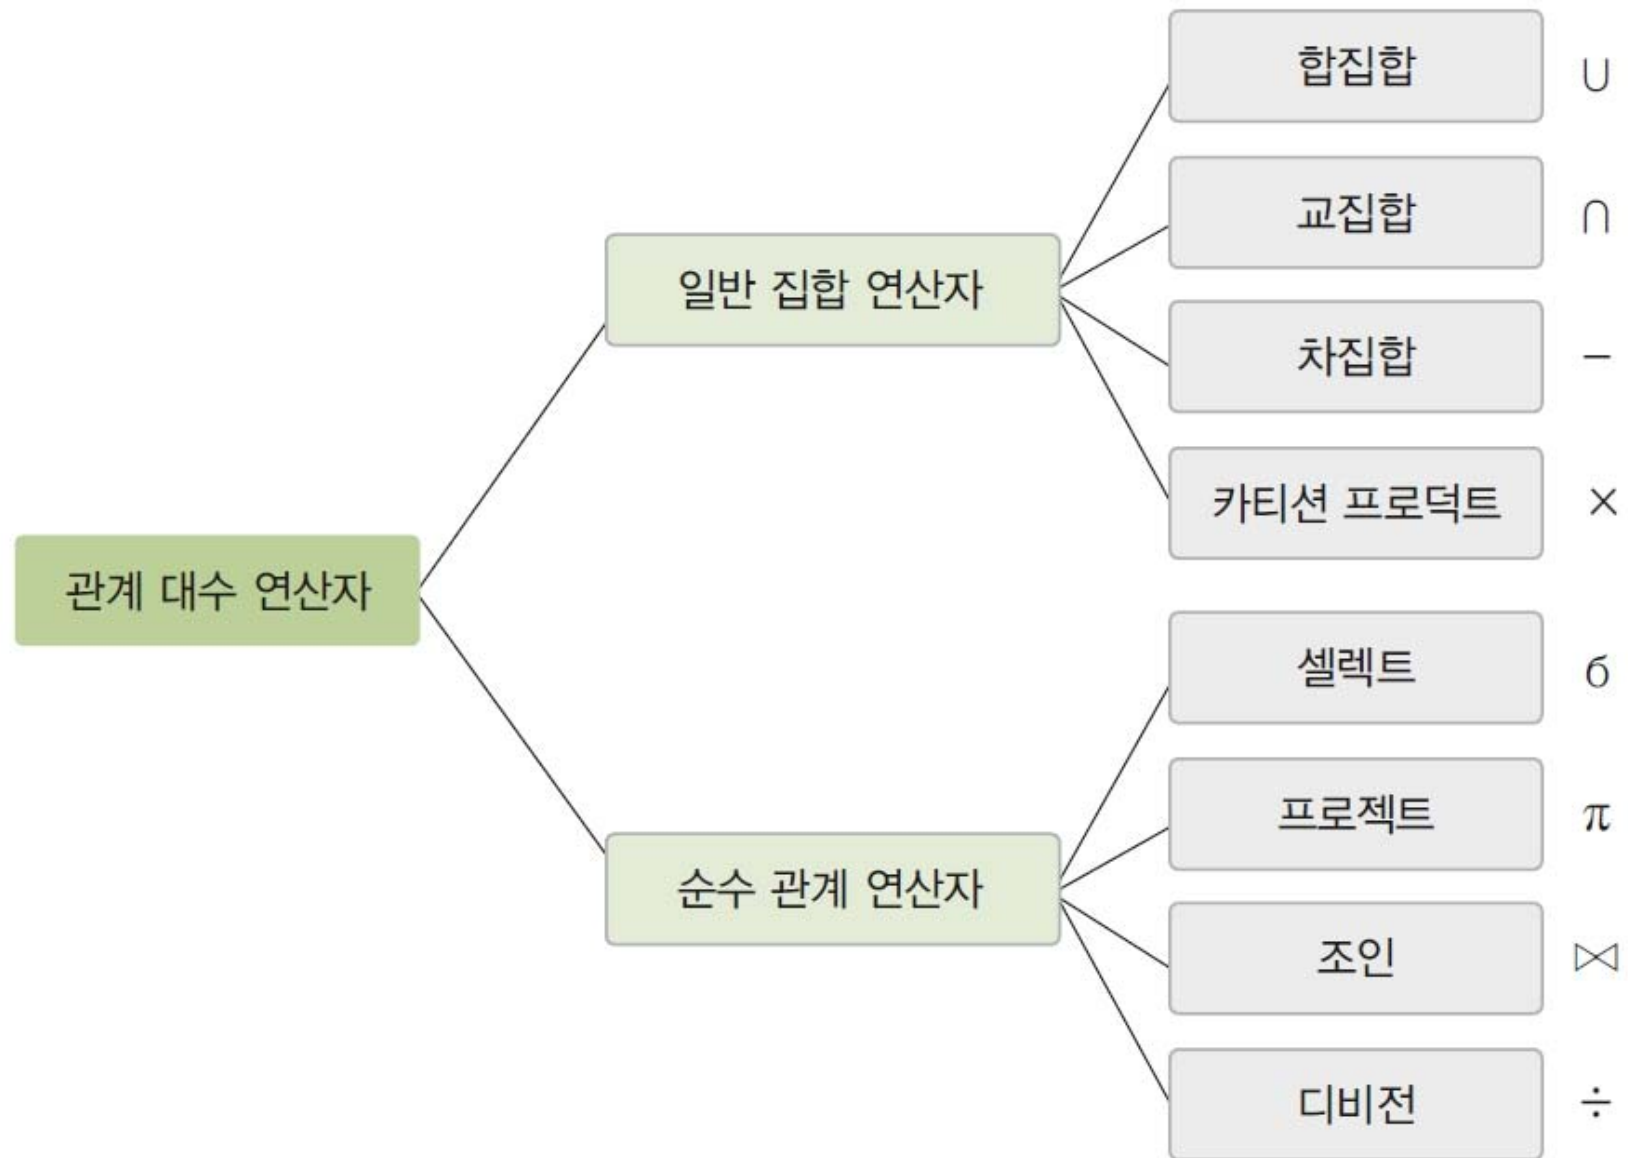 합집합 ∪
교집합 ∩
일반 집합 연산자
차집합 −
카티션 프로덕트 ×
관계 대수 연산자
셀렉트 б
프로젝트 π
순수 관계 연산자
조인 ⋈
디비전 ÷